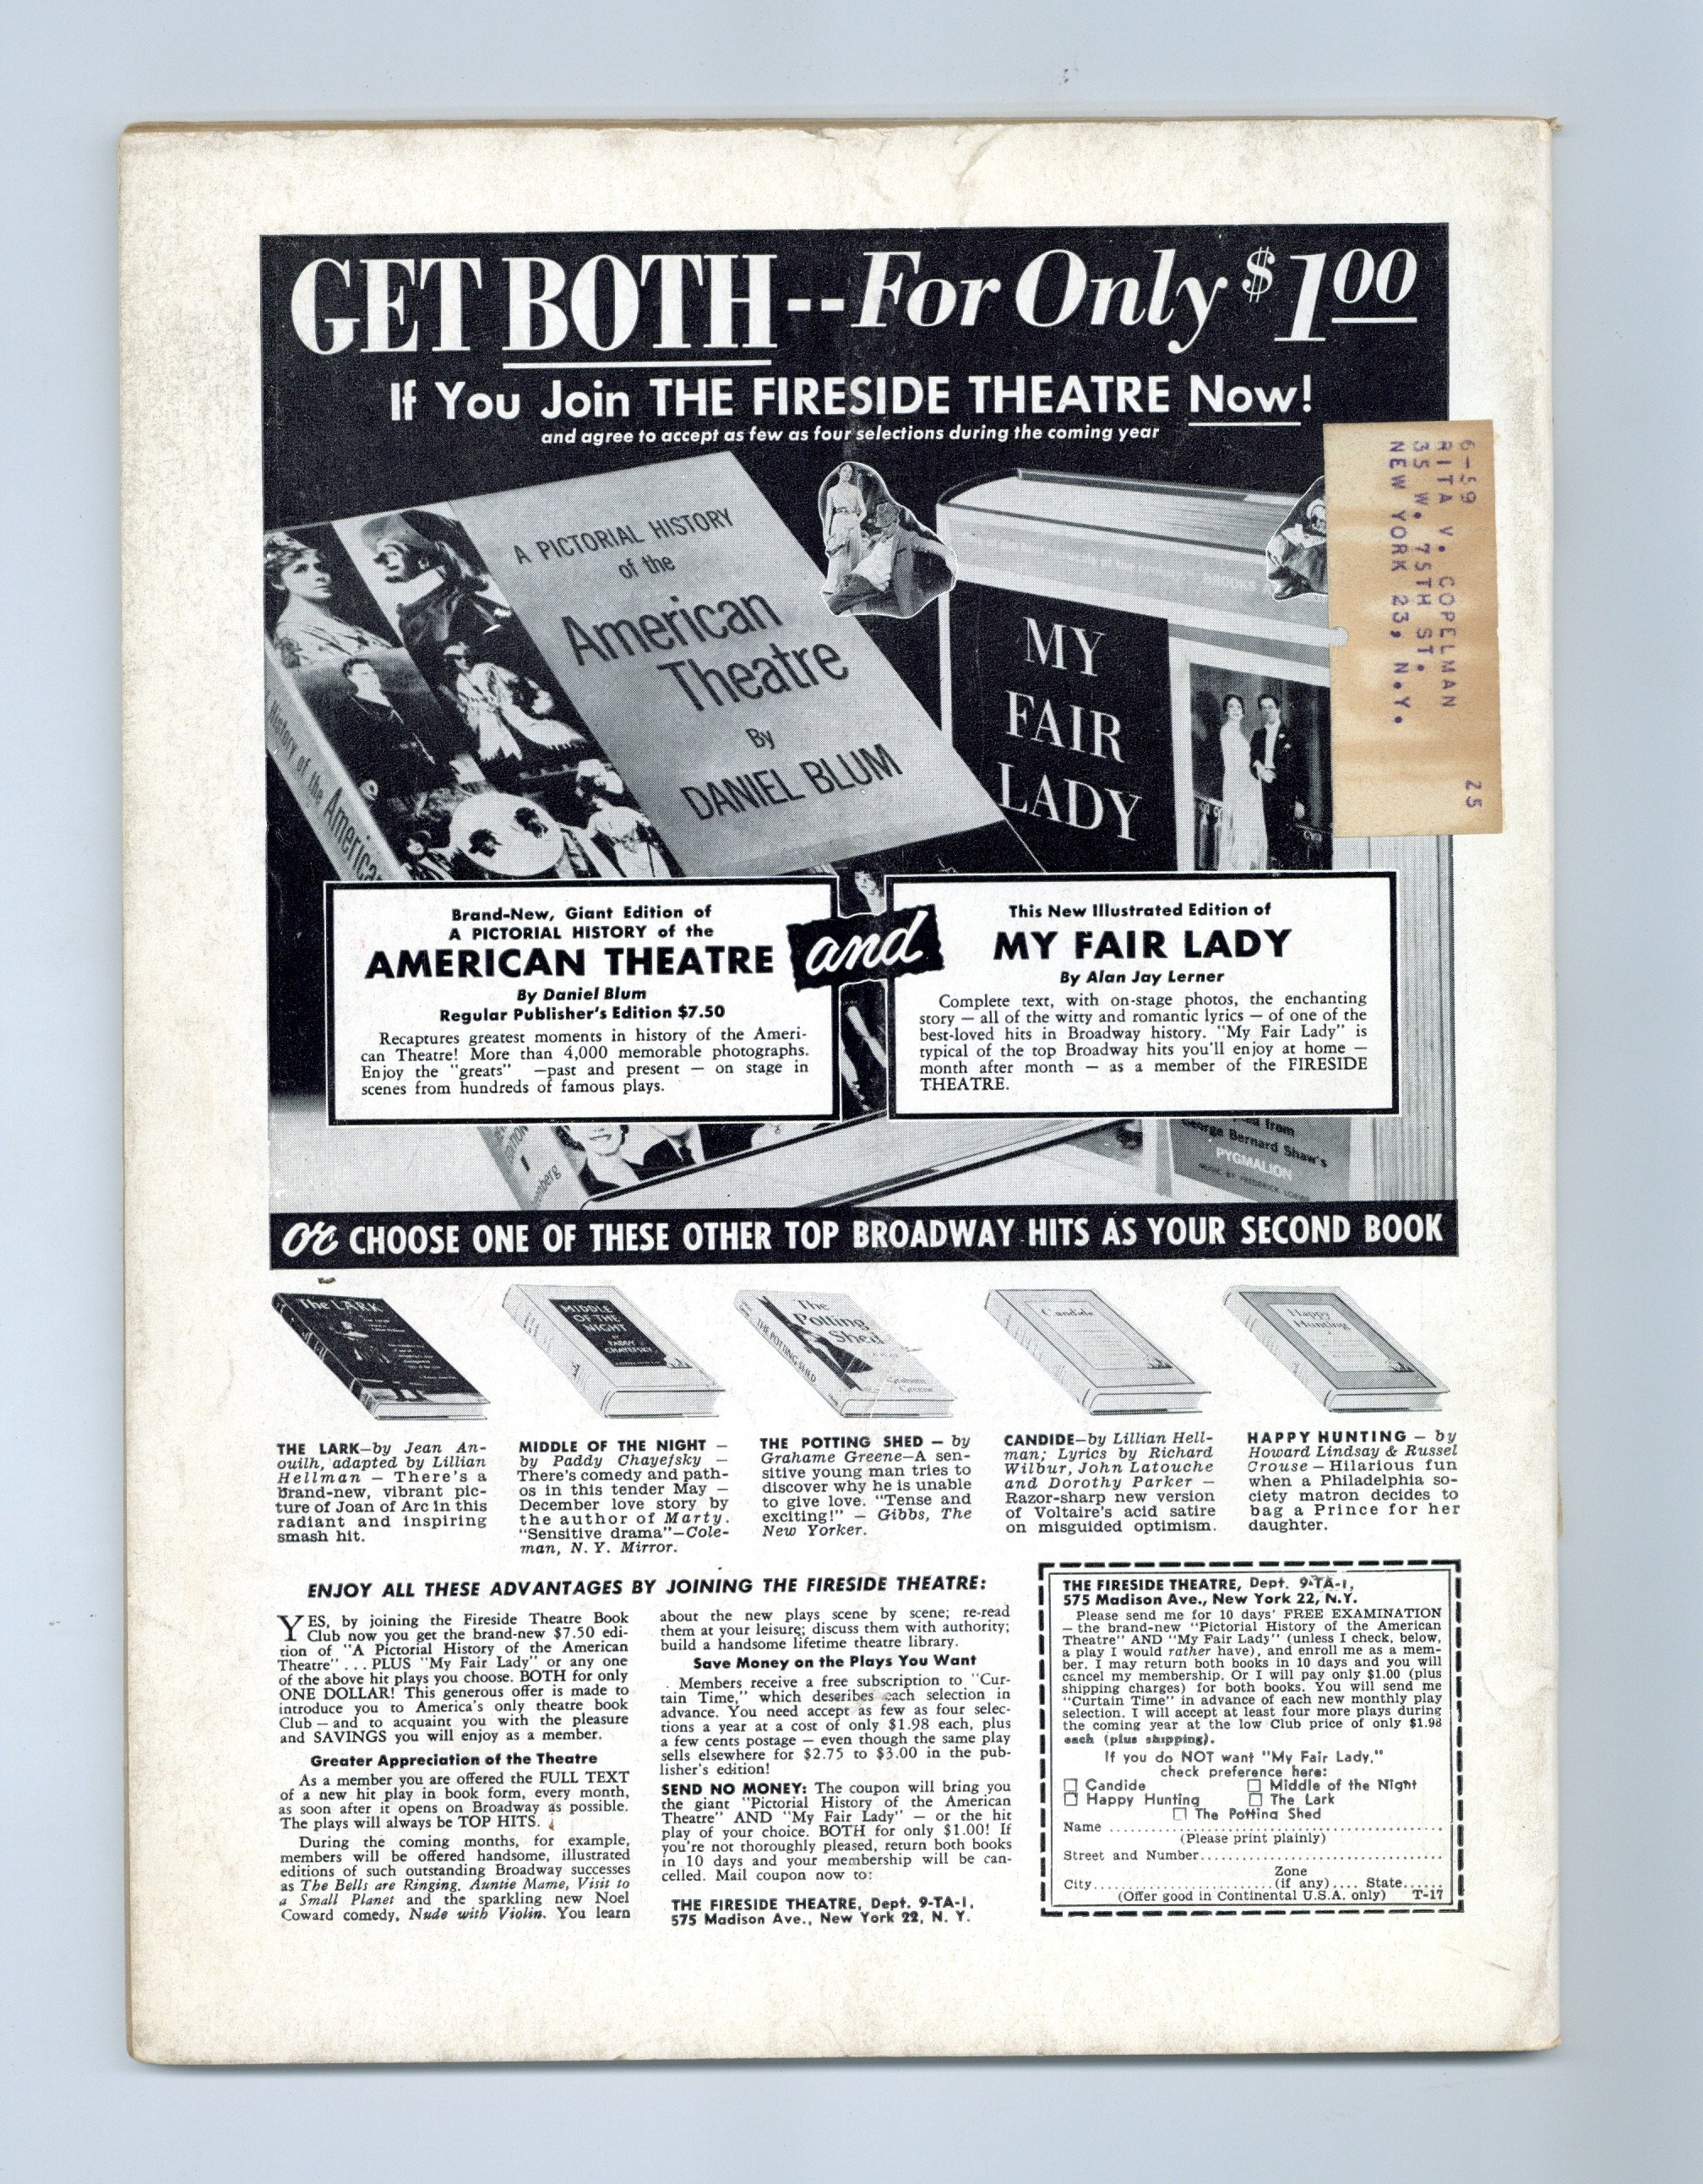 GET BOTH--For Only $1.00
If You Join THE FIRESIDE THEATRE Now!
and agree to accept as few as four selections during the coming year
6-59
RITA V. COPELMAN
35 W. 75TH ST.
NEW YORK 23, N.Y.
25
A PICTORIAL HISTORY
of the
American
Theatre
By
DANIEL BLUM
History of the America
MY
FAIR
LADY
Brand-New, Giant Edition of
A PICTORIAL HISTORY of the
AMERICAN THEATRE
By Daniel Blum
Regular Publisher's Edition $7.50
Recaptures greatest moments in history of the Ameri-
can Theatre! More than 4,000 memorable photographs.
Enjoy the "greats" —past and present — on stage in
scenes from hundreds of famous plays.
and
This New Illustrated Edition of
MY FAIR LADY
By Alan Jay Lerner
Complete text, with on-stage photos, the enchanting
story — all of the witty and romantic lyrics — of one of the
best-loved hits in Broadway history. "My Fair Lady" is
typical of the top Broadway hits you'll enjoy at home —
month after month — as a member of the FIRESIDE
THEATRE.
from
George Bernard Shaw's
PYGMALION
or CHOOSE ONE OF THESE OTHER TOP BROADWAY HITS AS YOUR SECOND BOOK
The LARK
MIDDLE
OF THE
NIGHT
BY
PADDY
CHAYEFSKY
The
Potting
Shed
Graham
Greene
THE POTTING SHED
Candide
Happy
Hunting
THE LARK—by Jean An-
ouilh, adapted by Lillian
Hellman — There's a
brand-new, vibrant pic-
ture of Joan of Arc in this
radiant and inspiring
smash hit.
MIDDLE OF THE NIGHT —
by Paddy Chayefsky —
There's comedy and path-
os in this tender May —
December love story by
the author of Marty.
"Sensitive drama"—Cole-
man, N. Y. Mirror.
THE POTTING SHED — by
Grahame Greene—A sen-
sitive young man tries to
discover why he is unable
to give love. "Tense and
exciting!" — Gibbs, The
New Yorker.
CANDIDE—by Lillian Hell-
man; Lyrics by Richard
Wilbur, John Latouche
and Dorothy Parker —
Razor-sharp new version
of Voltaire's acid satire
on misguided optimism.
HAPPY HUNTING — by
Howard Lindsay & Russel
Crouse — Hilarious fun
when a Philadelphia so-
ciety matron decides to
bag a Prince for her
daughter.
ENJOY ALL THESE ADVANTAGES BY JOINING THE FIRESIDE THEATRE:
YES, by joining the Fireside Theatre Book
Club now you get the brand-new $7.50 edi-
tion of "A Pictorial History of the American
Theatre" . . . PLUS "My Fair Lady" or any one
of the above hit plays you choose. BOTH for only
ONE DOLLAR! This generous offer is made to
introduce you to America's only theatre book
Club — and to acquaint you with the pleasure
and SAVINGS you will enjoy as a member.
Greater Appreciation of the Theatre
As a member you are offered the FULL TEXT
of a new hit play in book form, every month,
as soon after it opens on Broadway as possible.
The plays will always be TOP HITS.
During the coming months, for example,
members will be offered handsome, illustrated
editions of such outstanding Broadway successes
as The Bells are Ringing, Auntie Mame, Visit to
a Small Planet and the sparkling new Noel
Coward comedy, Nude with Violin. You learn
about the new plays scene by scene; re-read
them at your leisure; discuss them with authority;
build a handsome lifetime theatre library.
Save Money on the Plays You Want
Members receive a free subscription to "Cur-
tain Time," which describes each selection in
advance. You need accept as few as four selec-
tions a year at a cost of only $1.98 each, plus
a few cents postage — even though the same play
sells elsewhere for $2.75 to $3.00 in the pub-
lisher's edition!
SEND NO MONEY: The coupon will bring you
the giant "Pictorial History of the American
Theatre" AND "My Fair Lady" — or the hit
play of your choice. BOTH for only $1.00! If
you're not thoroughly pleased, return both books
in 10 days and your membership will be can-
celled. Mail coupon now to:
THE FIRESIDE THEATRE, Dept. 9-TA-1,
575 Madison Ave., New York 22, N. Y.
THE FIRESIDE THEATRE, Dept. 9-TA-1,
575 Madison Ave., New York 22, N.Y.
Please send me for 10 days' FREE EXAMINATION
— the brand-new "Pictorial History of the American
Theatre" AND "My Fair Lady" (unless I check, below,
a play I would rather have), and enroll me as a mem-
ber. I may return both books in 10 days and you will
cancel my membership. Or I will pay only $1.00 (plus
shipping charges) for both books. You will send me
"Curtain Time" in advance of each new monthly play
selection. I will accept at least four more plays during
the coming year at the low Club price of only $1.98
each (plus shipping).
If you do NOT want "My Fair Lady,"
check preference here:
☐ Candide ☐ Middle of the Night
☐ Happy Hunting ☐ The Lark
☐ The Potting Shed
Name ........................................
(Please print plainly)
Street and Number........................................
Zone
City..............................(if any).... State......
(Offer good in Continental U.S.A. only) T-17